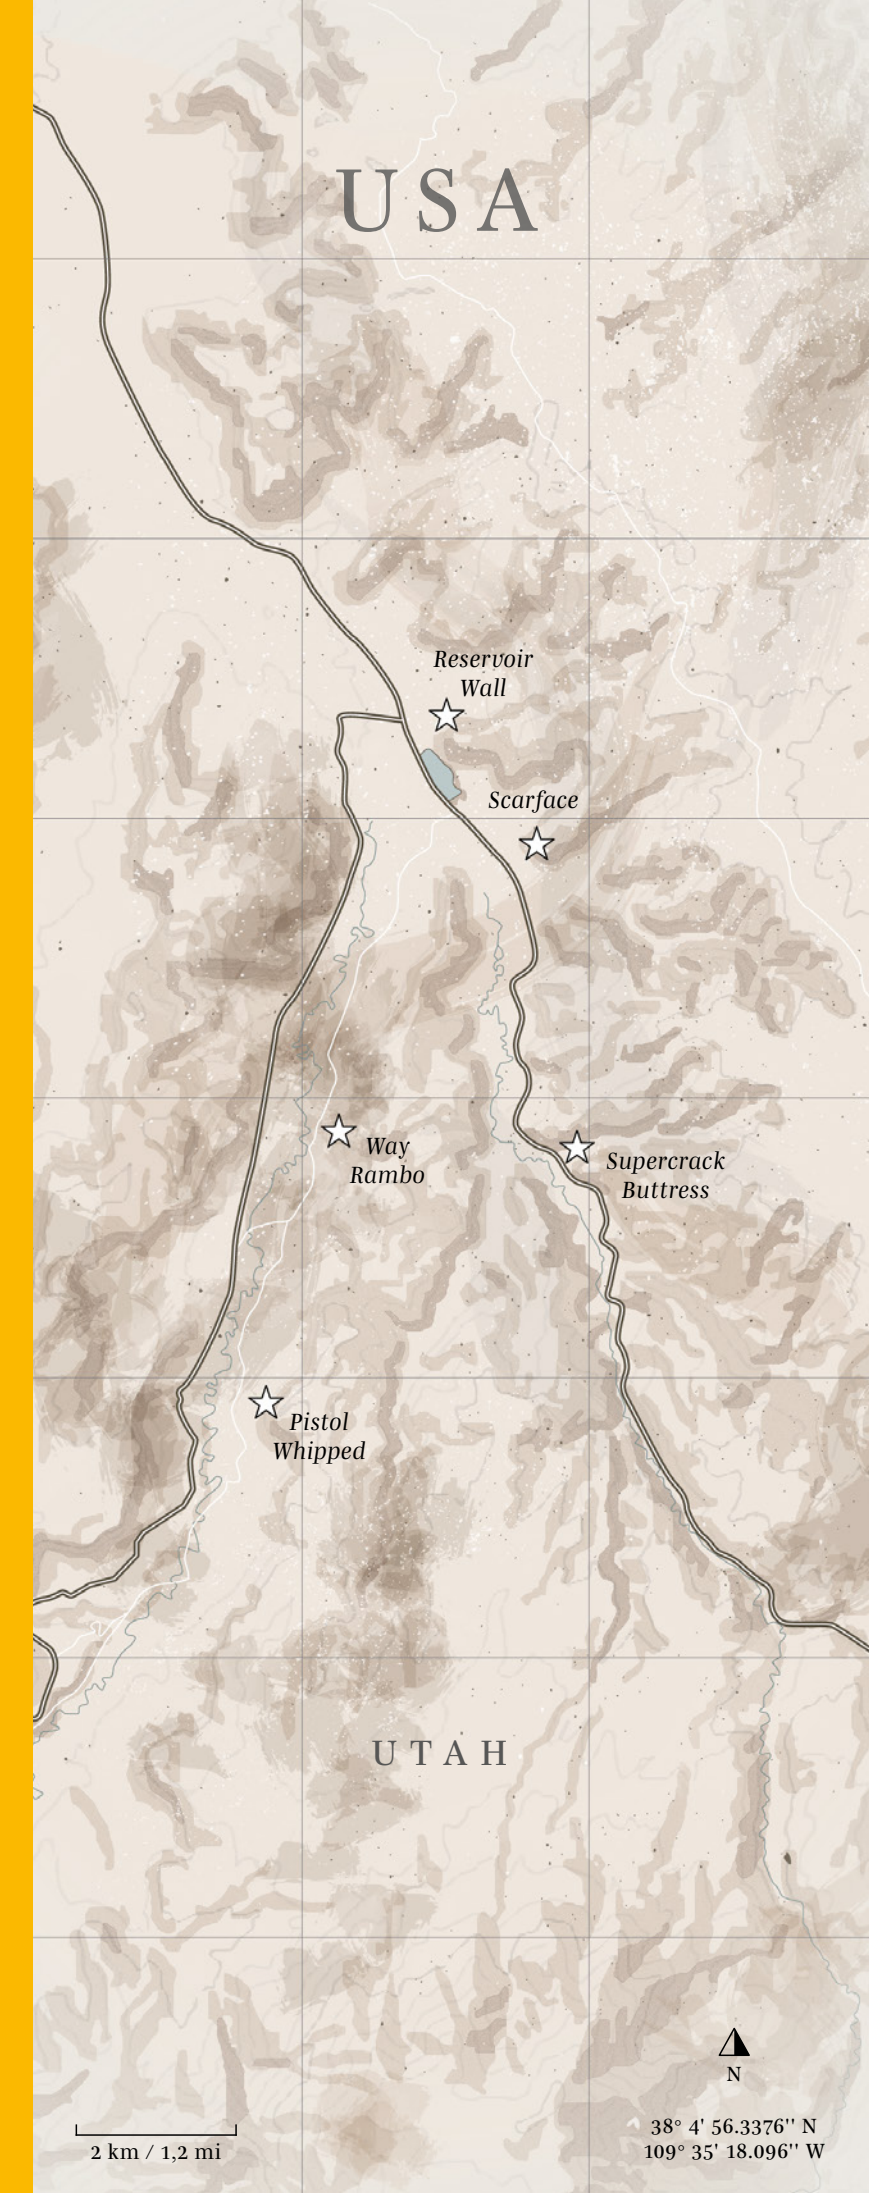 USA
Reservoir
Wall
Scarface
Way
Rambo
Supercrack
Buttress
Pistol
Whipped
UTAH
N
38° 4' 56.3376'' N
109° 35' 18.096'' W
2 km / 1,2 mi